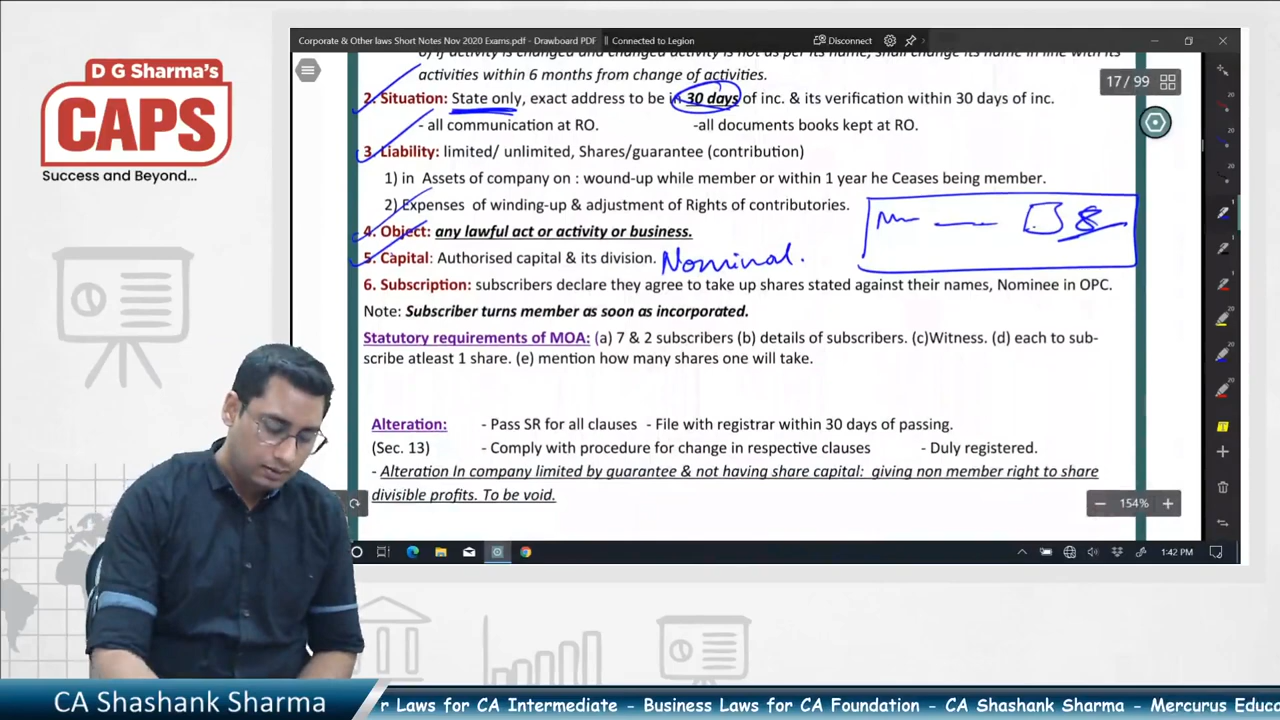 D G Sharma's
CAPS
Success and Beyond...
Corporate & Other laws Short Notes Nov 2020 Exams.pdf - Drawboard PDF
Connected to Legion
Disconnect
17 / 99
activities within 6 months from change of activities.
2. Situation: State only, exact address to be in 30 days of inc. & its verification within 30 days of inc.
- all communication at RO. -all documents books kept at RO.
3. Liability: limited/ unlimited, Shares/guarantee (contribution)
1) in Assets of company on : wound-up while member or within 1 year he Ceases being member.
2) Expenses of winding-up & adjustment of Rights of contributories.
4. Object: any lawful act or activity or business.
5. Capital: Authorised capital & its division. Nominal.
6. Subscription: subscribers declare they agree to take up shares stated against their names, Nominee in OPC.
Note: Subscriber turns member as soon as incorporated.
Statutory requirements of MOA: (a) 7 & 2 subscribers (b) details of subscribers. (c)Witness. (d) each to sub-
scribe atleast 1 share. (e) mention how many shares one will take.
Alteration: - Pass SR for all clauses - File with registrar within 30 days of passing.
(Sec. 13) - Comply with procedure for change in respective clauses - Duly registered.
- Alteration In company limited by guarantee & not having share capital: giving non member right to share
divisible profits. To be void.
154%
1:42 PM
CA Shashank Sharma
r Laws for CA Intermediate - Business Laws for CA Foundation - CA Shashank Sharma - Mercurus Educ